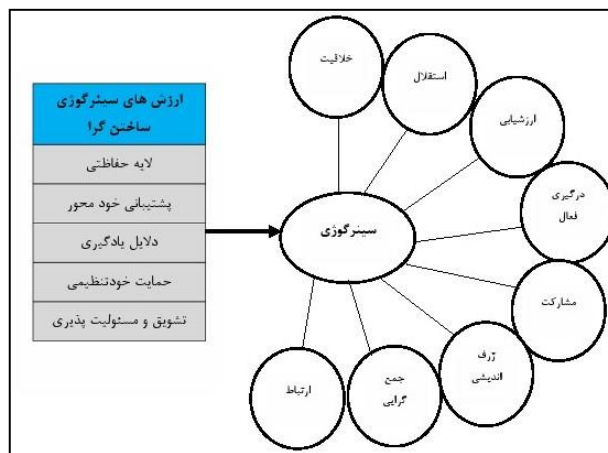 ارزش های سینرگوژی
ساختن گرا
لایه حفاظتی
پشتیبانی خود محور
دلایل یادگیری
حمایت خودتنظیمی
تشویق و مسئولیت پذیری
سینرگوژی
خلاقیت
استقلال
ارزشیابی
درگیری
فعال
مشارکت
ژرف
اندیشی
جمع
گرایی
ارتباط